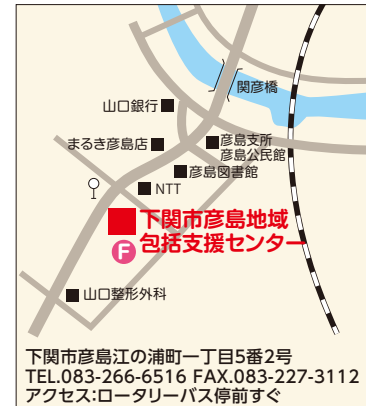 関彦橋
山口銀行
まるき彦島店
彦島支所
彦島公民館
彦島図書館
NTT
下関市彦島地域
包括支援センター
F
山口整形外科
下関市彦島江の浦町一丁目5番2号
TEL.083-266-6516 FAX.083-227-3112
アクセス:ロータリーバス停前すぐ